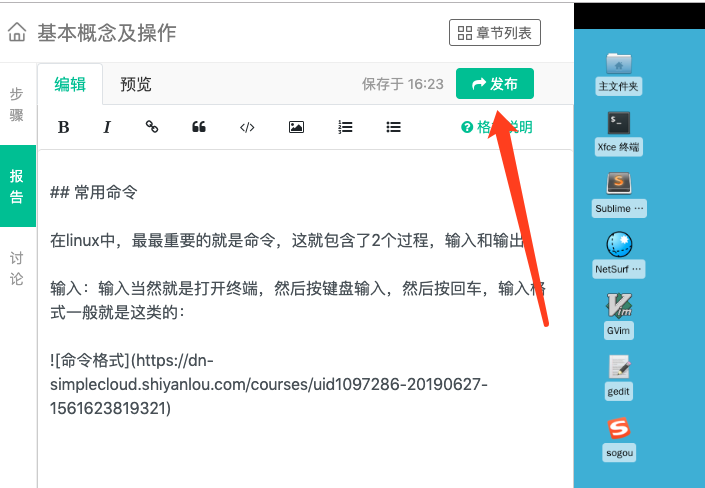 基本概念及操作
章节列表
步骤
报告
讨论
编辑
预览
保存于 16:23
发布
B
I
格式说明
## 常用命令
在linux中，最最重要的就是命令，这就包含了2个过程，输入和输出
输入：输入当然就是打开终端，然后按键盘输入，然后按回车，输入格
式一般就是这类的：
![命令格式](https://dn-
simplecloud.shiyanlou.com/courses/uid1097286-20190627-
1561623819321)
主文件夹
Xfce 终端
Sublime ...
NetSurf ...
GVim
gedit
sogou